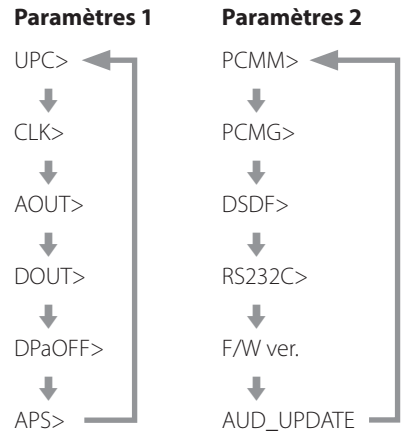 Paramètres 1
UPC>
CLK>
AOUT>
DOUT>
DPaOFF>
APS>
Paramètres 2
PCMM>
PCMG>
DSDF>
RS232C>
F/W ver.
AUD_UPDATE